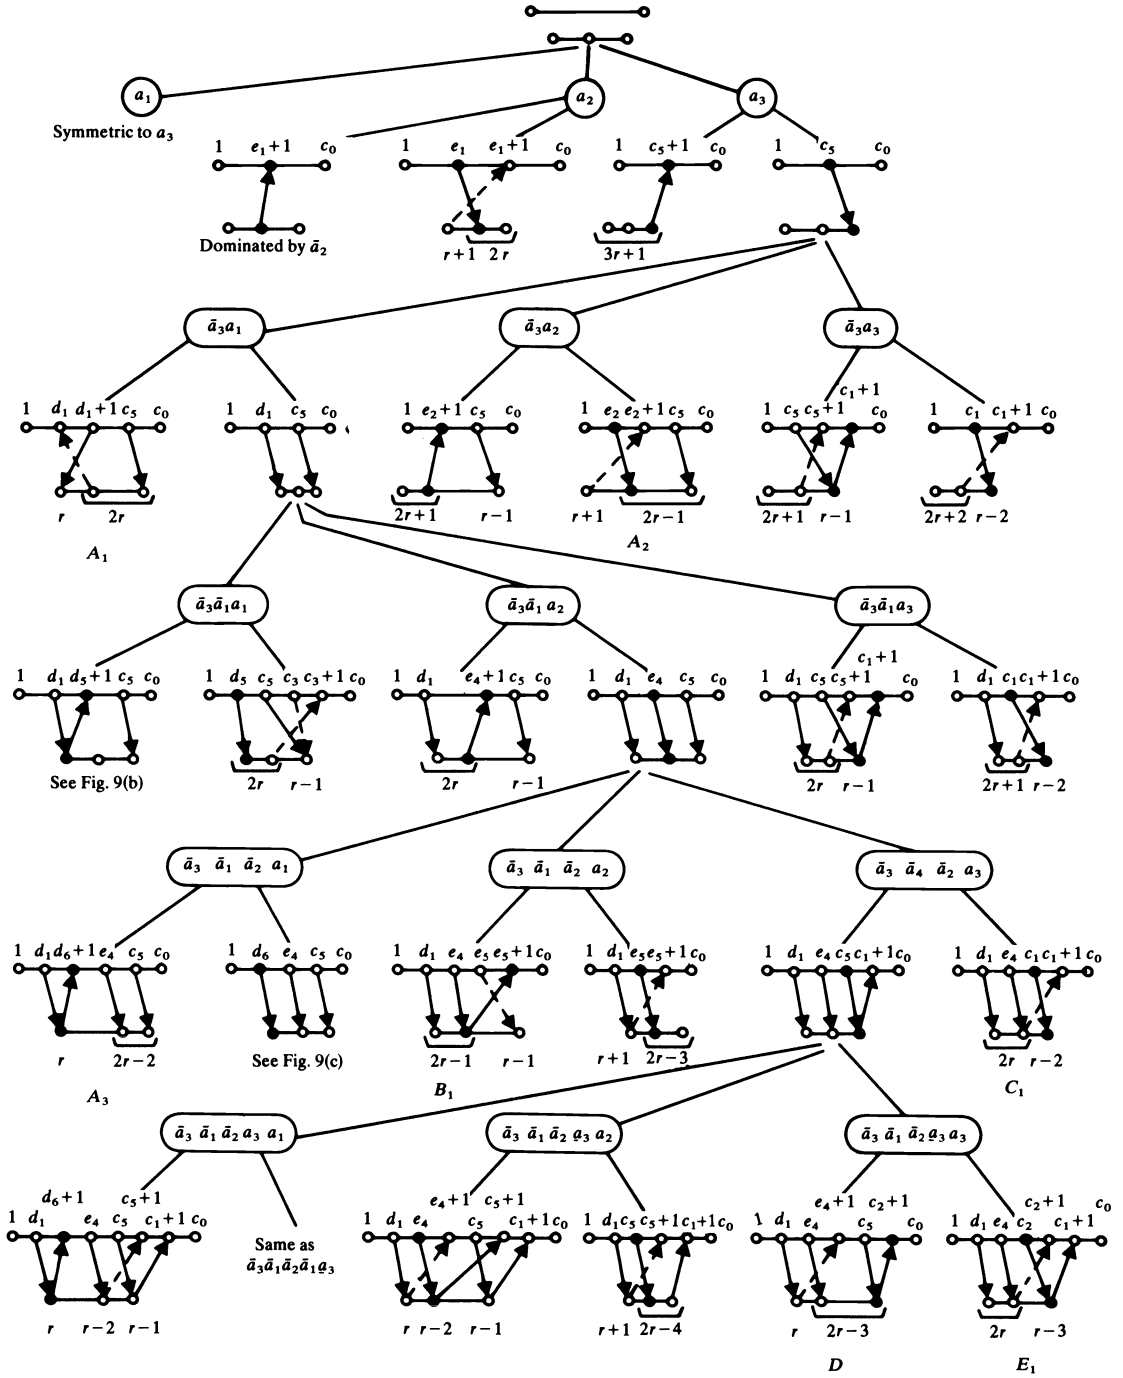 a₁ a₂ a₃
Symmetric to a₃
1 e₁+1 c₀ 1 e₁ e₁+1 c₀ 1 c₅+1 c₀ 1 c₅ c₀
Dominated by ā₂
r+1 2r 3r+1
ā₃a₁ ā₃a₂ ā₃a₃
c₁+1
1 d₁ d₁+1 c₅ c₀ 1 d₁ c₅ c₀ 1 e₂+1 c₅ c₀ 1 e₂ e₂+1 c₅ c₀ 1 c₅ c₅+1 c₀ 1 c₁ c₁+1 c₀
r 2r 2r+1 r−1 r+1 2r−1 2r+1 r−1 2r+2 r−2
A₁ A₂
ā₃ā₁a₁ ā₃ā₁a₂ ā₃ā₁a₃
c₁+1
1 d₁ d₅+1 c₅ c₀ 1 d₅ c₅ c₃ c₃+1 c₀ 1 d₁ e₄+1 c₅ c₀ 1 d₁ e₄ c₅ c₀ 1 d₁ c₅ c₅+1 c₀ 1 d₁ c₁ c₁+1 c₀
See Fig. 9(b) 2r r−1 2r r−1 2r r−1 2r+1 r−2
ā₃ ā₁ ā₂ a₁ ā₃ ā₁ ā₂ a₂ ā₃ ā₄ ā₂ a₃
1 d₁ d₆+1 e₄ c₅ c₀ 1 d₆ e₄ c₅ c₀ 1 d₁ e₄ e₅ e₅+1 c₀ 1 d₁ e₅ e₅+1 c₀ 1 d₁ e₄ c₅ c₁+1 c₀ 1 d₁ e₄ c₁ c₁+1 c₀
r 2r−2 See Fig. 9(c) 2r−1 r−1 r+1 2r−3 2r r−2
A₃ B₁ C₁
ā₃ ā₁ ā₂ a₃ a₁ ā₃ ā₁ ā₂ a̲₃ a₂ ā₃ ā₁ ā₂ a̲₃ a₃
d₆+1 c₅+1 e₄+1 c₅+1 e₄+1 c₂+1 c₂+1 c₀
1 d₁ e₄ c₅ c₁+1 c₀ 1 d₁ e₄ c₅ c₁+1 c₀ 1 d₁ c₅ c₅+1 c₁+1 c₀ 1 d₁ e₄ c₅ c₀ 1 d₁ e₄ c₂ c₁+1
Same as
ā₃ā₁ā₂ā₁a̲₃
r r−2 r−1 r r−2 r−1 r+1 2r−4 r 2r−3 2r r−3
D E₁